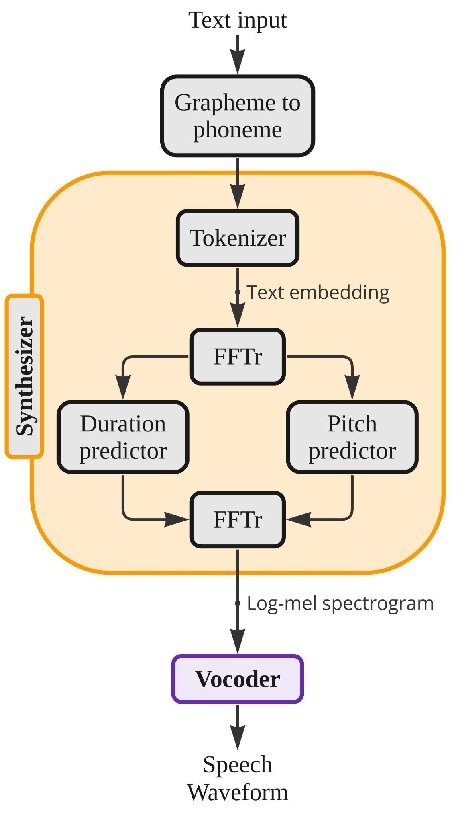 Text input
Grapheme to
phoneme
Tokenizer
Text embedding
FFTr
Synthesizer
Duration
predictor
Pitch
predictor
FFTr
Log-mel spectrogram
Vocoder
Speech
Waveform